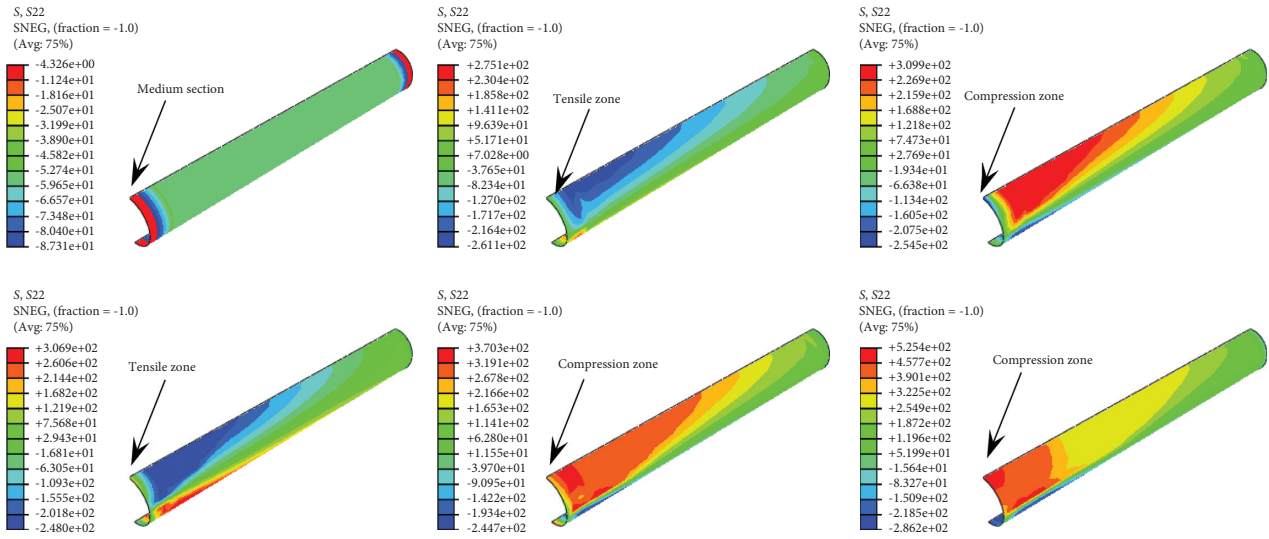 S, S22
SNEG, (fraction = -1.0)
(Avg: 75%)
-4.326e+00
-1.124e+01
-1.816e+01
-2.507e+01
-3.199e+01
-3.890e+01
-4.582e+01
-5.274e+01
-5.965e+01
-6.657e+01
-7.348e+01
-8.040e+01
-8.731e+01
Medium section
S, S22
SNEG, (fraction = -1.0)
(Avg: 75%)
+2.751e+02
+2.304e+02
+1.858e+02
+1.411e+02
+9.639e+01
+5.171e+01
+7.028e+00
-3.765e+01
-8.234e+01
-1.270e+02
-1.717e+02
-2.164e+02
-2.611e+02
Tensile zone
S, S22
SNEG, (fraction = -1.0)
(Avg: 75%)
+3.099e+02
+2.269e+02
+2.159e+02
+1.688e+02
+1.218e+02
+7.473e+01
+2.769e+01
-1.934e+01
-6.638e+01
-1.134e+02
-1.605e+02
-2.075e+02
-2.545e+02
Compression zone
S, S22
SNEG, (fraction = -1.0)
(Avg: 75%)
+3.069e+02
+2.606e+02
+2.144e+02
+1.682e+02
+1.219e+02
+7.568e+01
+2.943e+01
-1.681e+01
-6.305e+01
-1.093e+02
-1.555e+02
-2.018e+02
-2.480e+02
Tensile zone
S, S22
SNEG, (fraction = -1.0)
(Avg: 75%)
+3.703e+02
+3.191e+02
+2.678e+02
+2.166e+02
+1.653e+02
+1.141e+02
+6.280e+01
+1.155e+01
-3.970e+01
-9.095e+01
-1.422e+02
-1.934e+02
-2.447e+02
Compression zone
S, S22
SNEG, (fraction = -1.0)
(Avg: 75%)
+5.254e+02
+4.577e+02
+3.901e+02
+3.225e+02
+2.549e+02
+1.872e+02
+1.196e+02
+5.199e+01
-1.564e+01
-8.327e+01
-1.509e+02
-2.185e+02
-2.862e+02
Compression zone